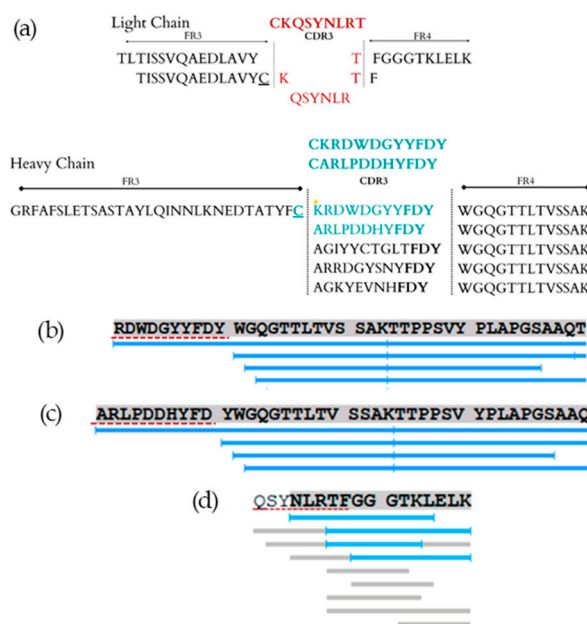 (a)
Light Chain
CKQSYNLRT
FR3
CDR3
FR4
TLTISSVQAEDLAVY
T
FGGGTKLELK
TISSVQAEDLAVYC
K
T
F
QSYNLR
CKRDWDGYYFDY
CARLPDDHYFDY
Heavy Chain
FR3
CDR3
FR4
GRFAFSLETSASTAYLQINNLKNEDTATYFC
KRDWDGYYFDY
WGQGTTLTVSSAK
ARLPDDHYFDY
WGQGTTLTVSSAK
AGIYYCTGLTFDY
WGQGTTLTVSSAK
ARRDGYSNYFDY
WGQGTTLTVSSAK
AGKYEVNHFDY
WGQGTTLTVSSAK
(b)
RDWDGYYFDY WGQGTTLTVS SAKTTPPSVY PLAPGSAAQT
(c)
ARLPDDHYFD YWGQGTTLTV SSAKTTPPSV YPLAPGSAAQ
(d)
QSYNLRTFGG GTKLELK